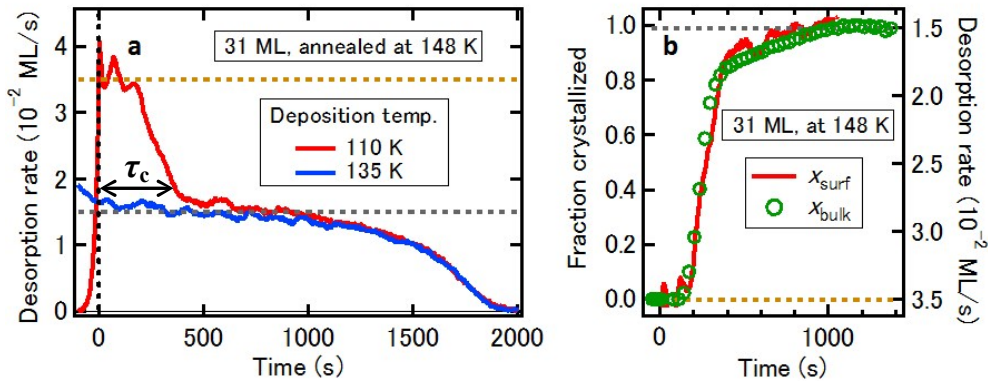 a
31 ML, annealed at 148 K
Deposition temp.
110 K
135 K
τc
Desorption rate (10⁻² ML/s)
4
3
2
1
0
0
500
1000
1500
2000
Time (s)
b
31 ML, at 148 K
xsurf
xbulk
Fraction crystallized
1.0
0.8
0.6
0.4
0.2
0.0
0
1000
Time (s)
1.5
2.0
2.5
3.0
3.5
Desorption rate (10⁻² ML/s)